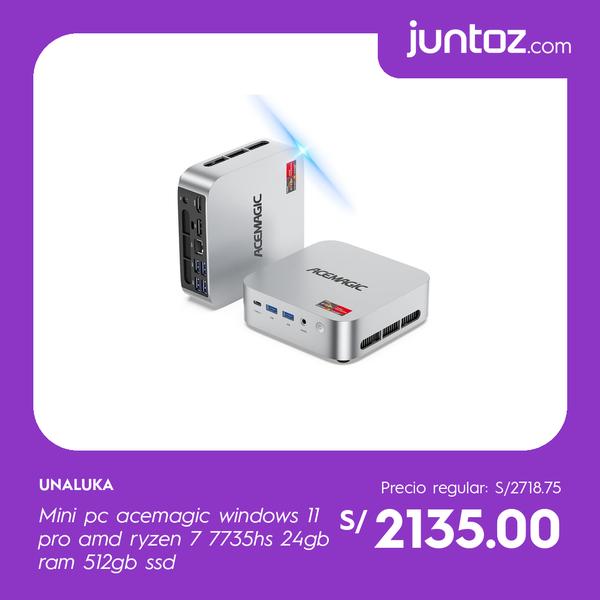 juntoz.com
ACEMAGIC
ACEMAGIC
UNALUKA
Mini pc acemagic windows 11
pro amd ryzen 7 7735hs 24gb
ram 512gb ssd
Precio regular: S/2718.75
S/ 2135.00